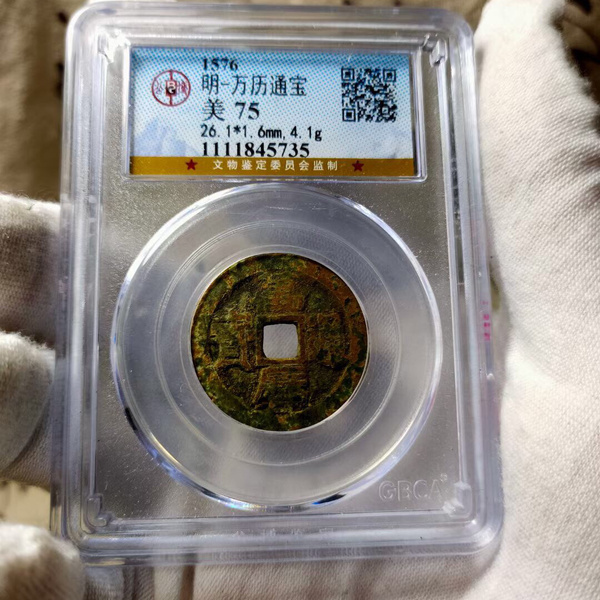 1576
明-万历通宝
美 75
26.1*1.6mm,4.1g
1111845735
★ 文物鉴定委员会监制 ★
GBCA